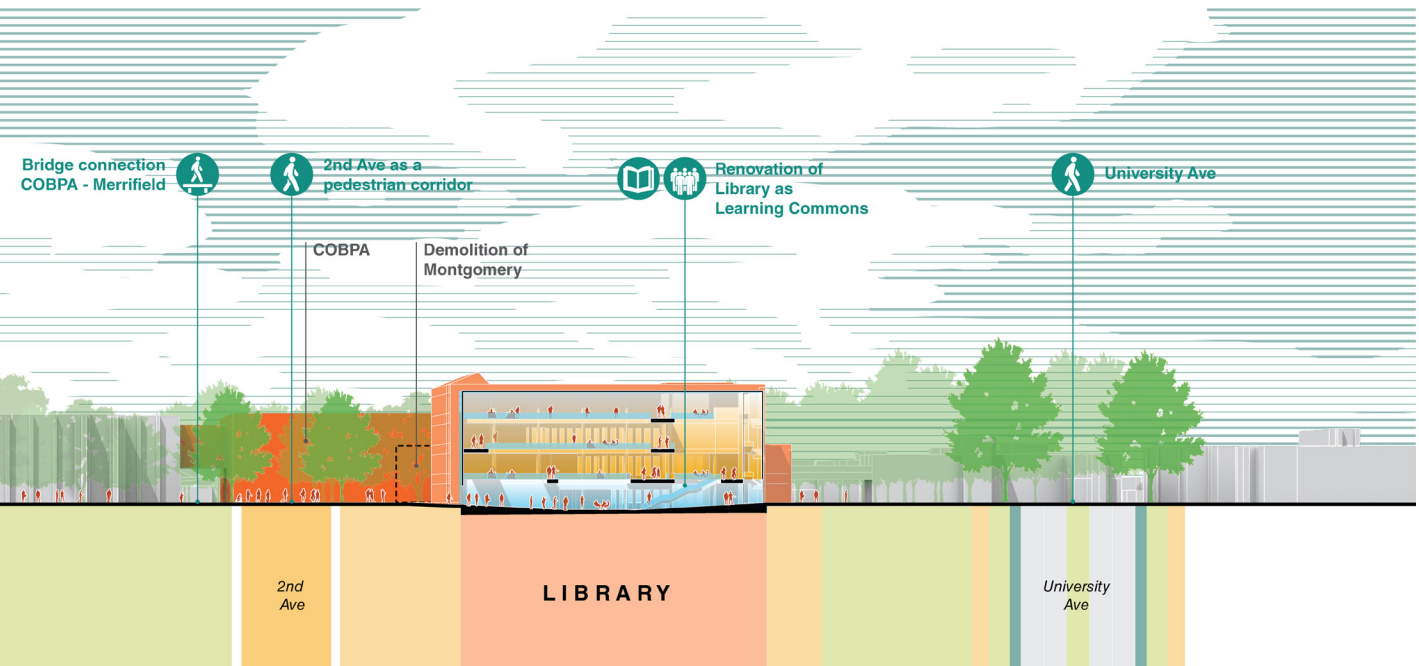 Bridge connection
COBPA - Merrifield
2nd Ave as a
pedestrian corridor
Renovation of
Library as
Learning Commons
University Ave
COBPA
Demolition of
Montgomery
2nd
Ave
LIBRARY
University
Ave